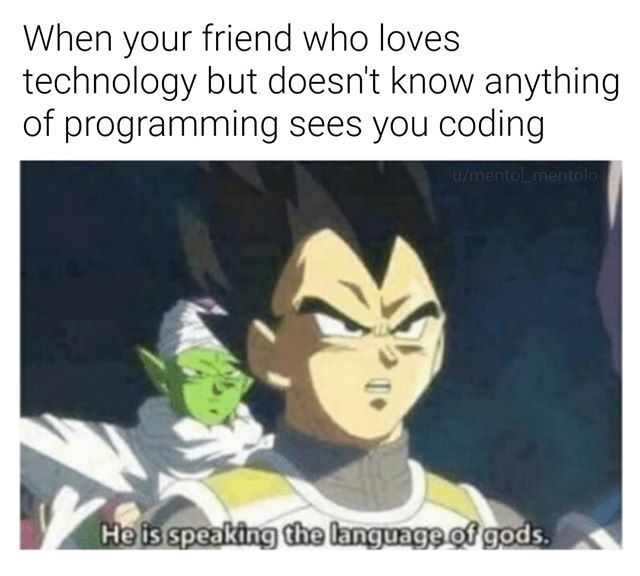 When your friend who loves
technology but doesn't know anything
of programming sees you coding
u/mentol_mentolo
He is speaking the language of gods.